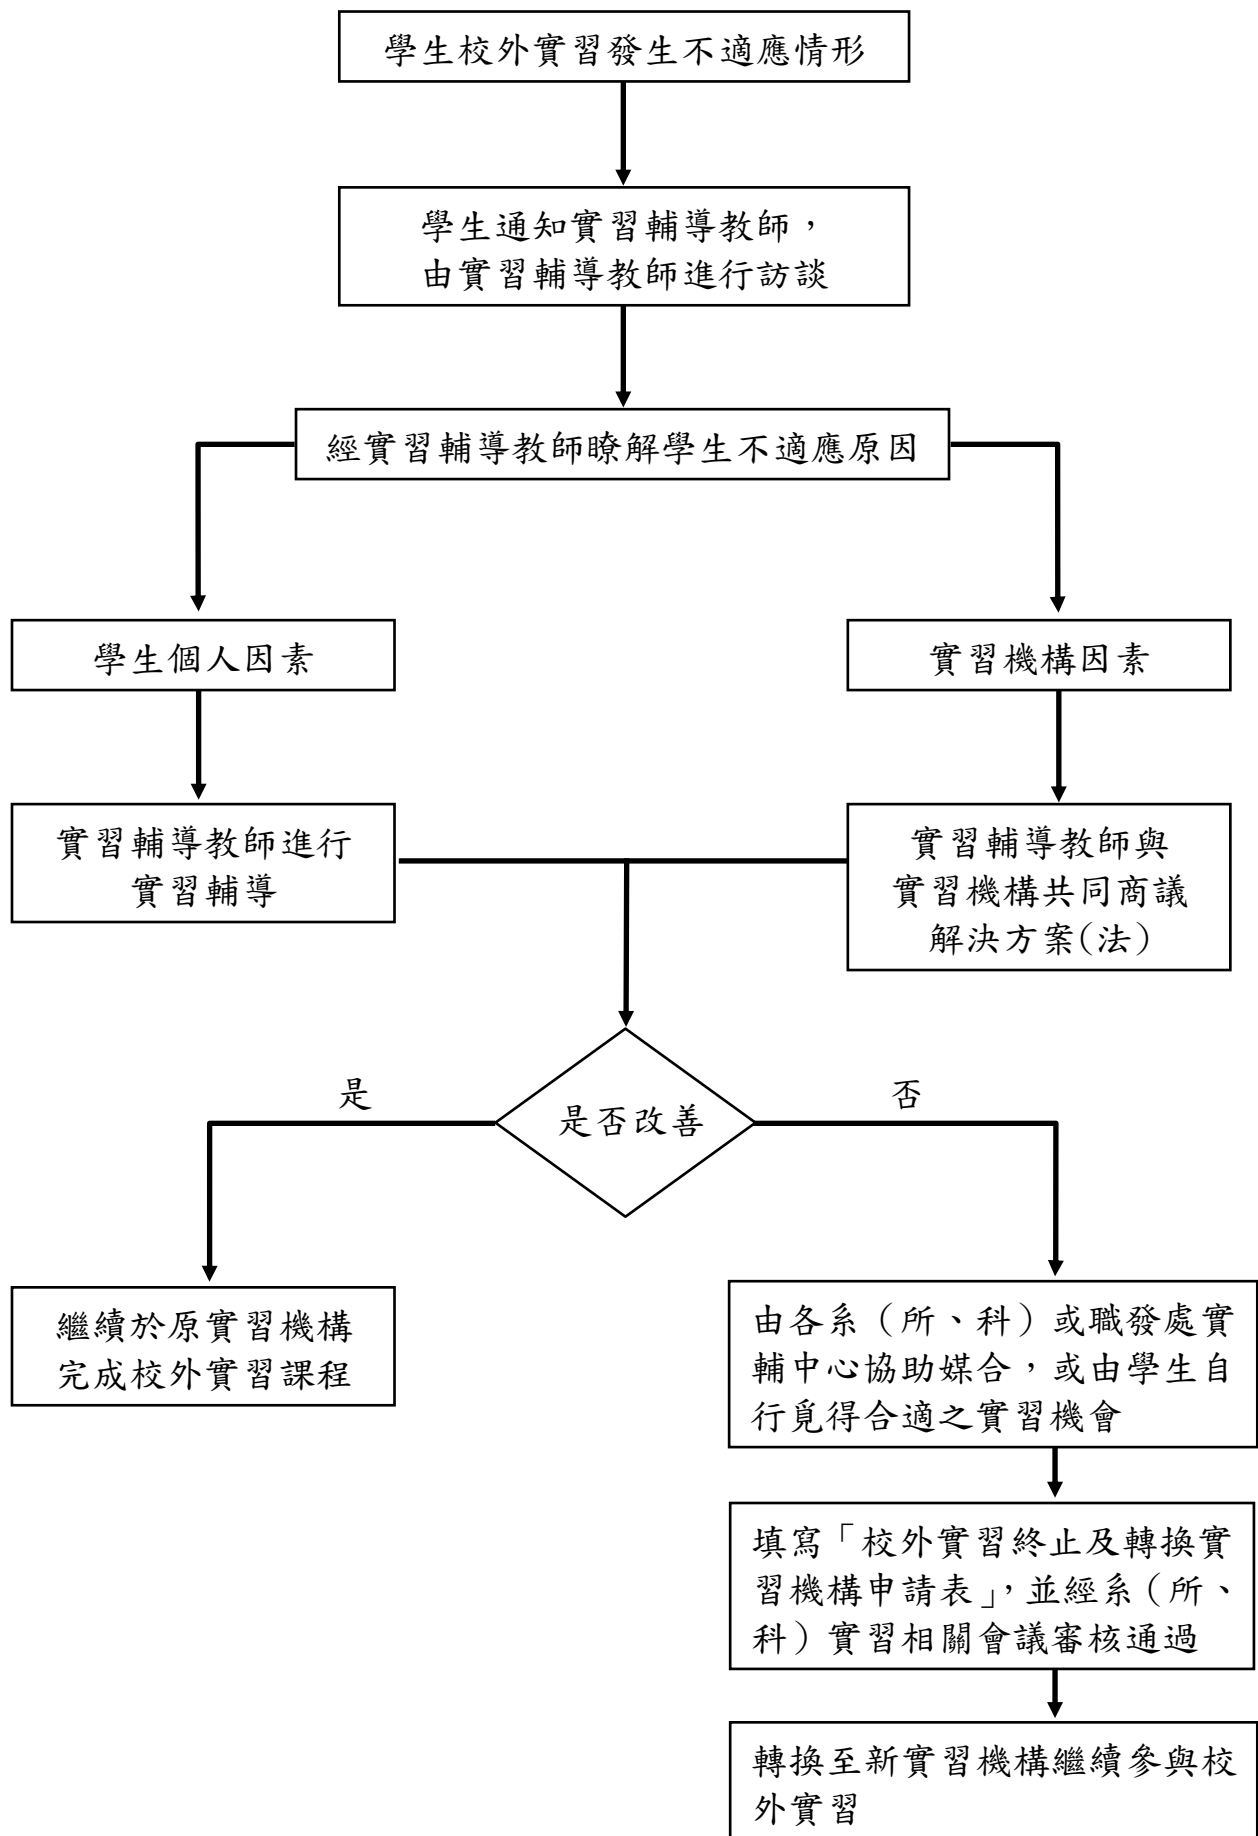 學生校外實習發生不適應情形
學生通知實習輔導教師，
由實習輔導教師進行訪談
經實習輔導教師瞭解學生不適應原因
學生個人因素
實習機構因素
實習輔導教師進行
實習輔導
實習輔導教師與
實習機構共同商議
解決方案(法)
是
是否改善
否
繼續於原實習機構
完成校外實習課程
由各系（所、科）或職發處實
輔中心協助媒合，或由學生自
行覓得合適之實習機會
填寫「校外實習終止及轉換實
習機構申請表」，並經系（所、
科）實習相關會議審核通過
轉換至新實習機構繼續參與校
外實習